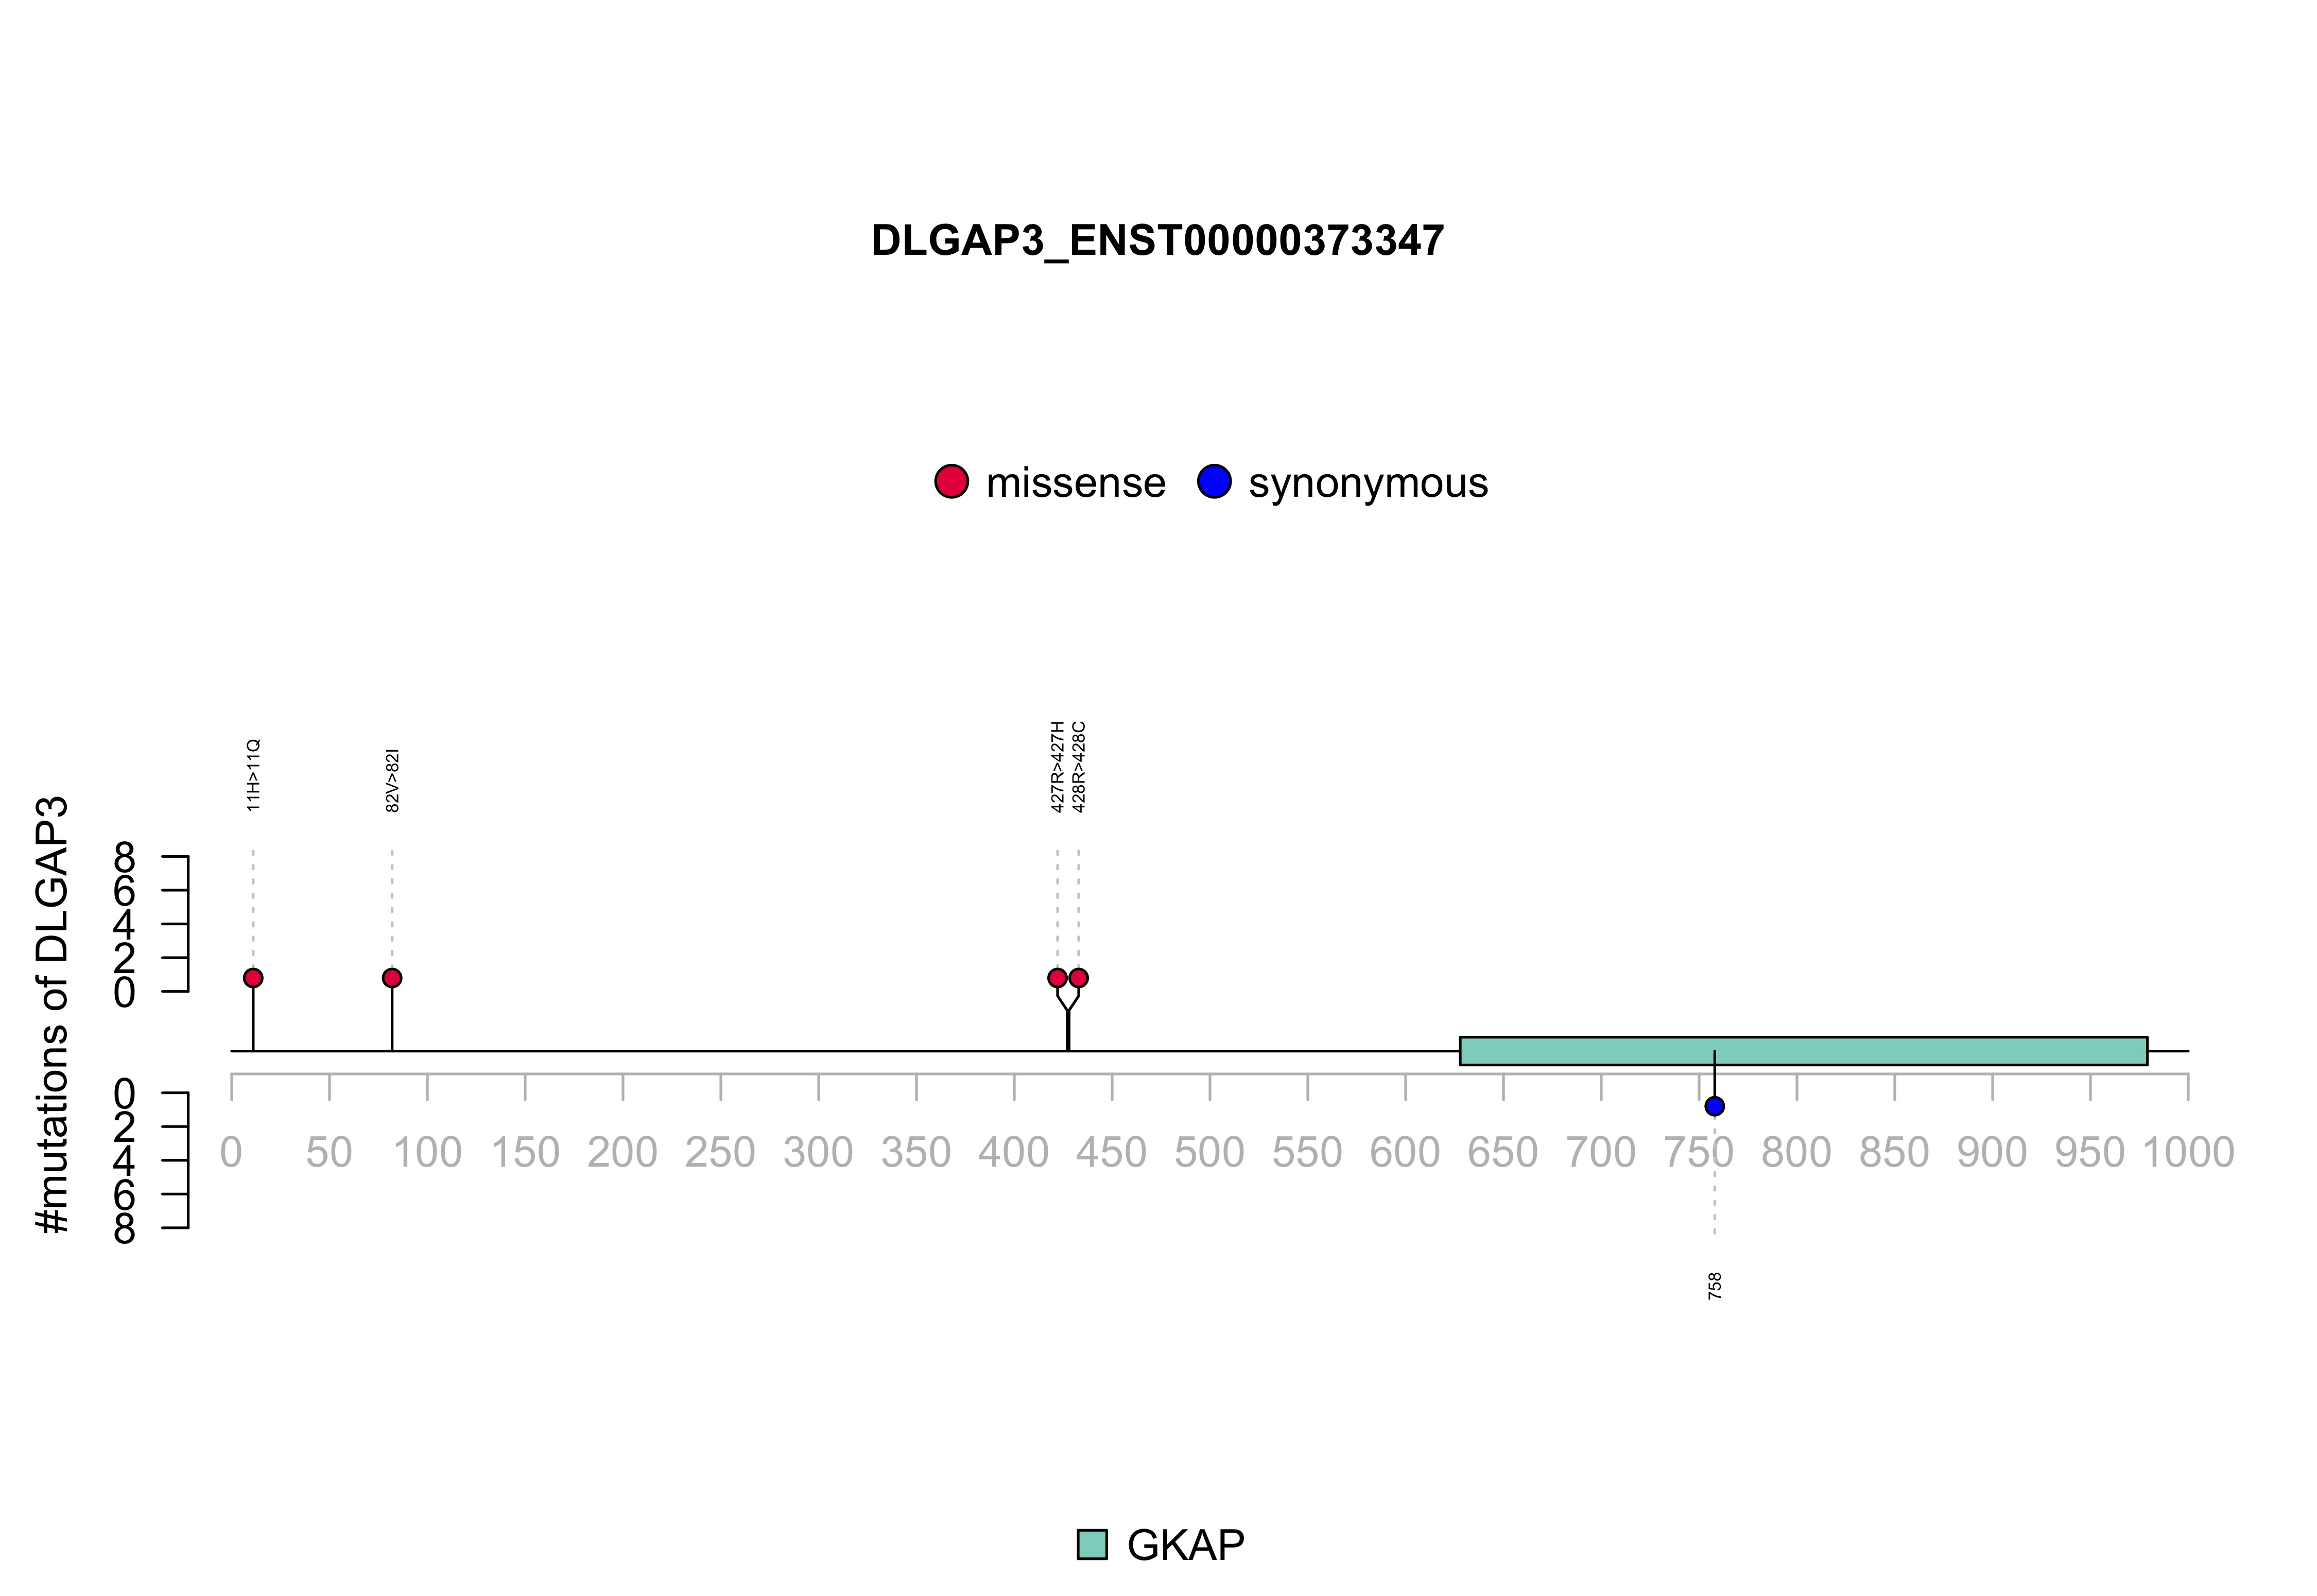 DLGAP3_ENST00000373347
missense synonymous
11H>11Q
82V>82I
427R>427H
428R>428C
#mutations of DLGAP3
8
6
4
2
0
0
2
4
6
8
0 50 100 150 200 250 300 350 400 450 500 550 600 650 700 750 800 850 900 950 1000
758
GKAP